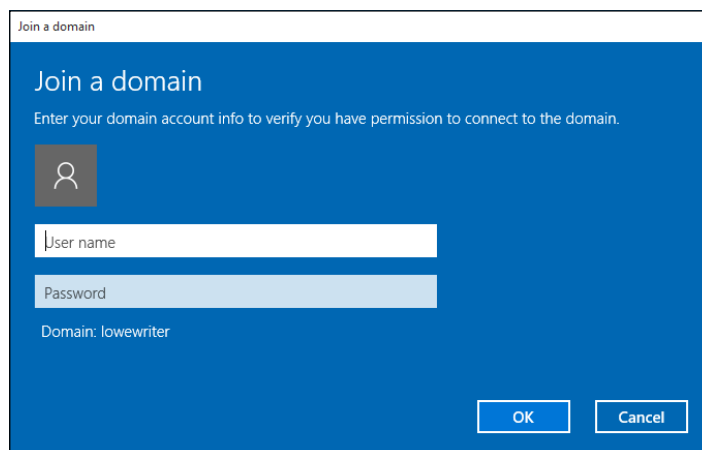 Join a domain
Join a domain
Enter your domain account info to verify you have permission to connect to the domain.
User name
Password
Domain: lowewriter
OK
Cancel